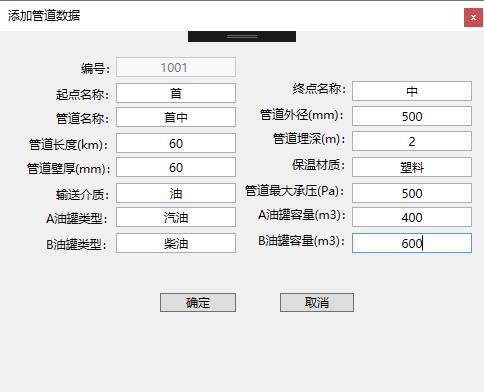 添加管道数据
编号： 1001
起点名称： 首
终点名称： 中
管道名称： 首中
管道外径(mm)： 500
管道长度(km)： 60
管道埋深(m)： 2
管道壁厚(mm)： 60
保温材质： 塑料
输送介质： 油
管道最大承压(Pa)： 500
A油罐类型： 汽油
A油罐容量(m3)： 400
B油罐类型： 柴油
B油罐容量(m3)： 600
确定 取消